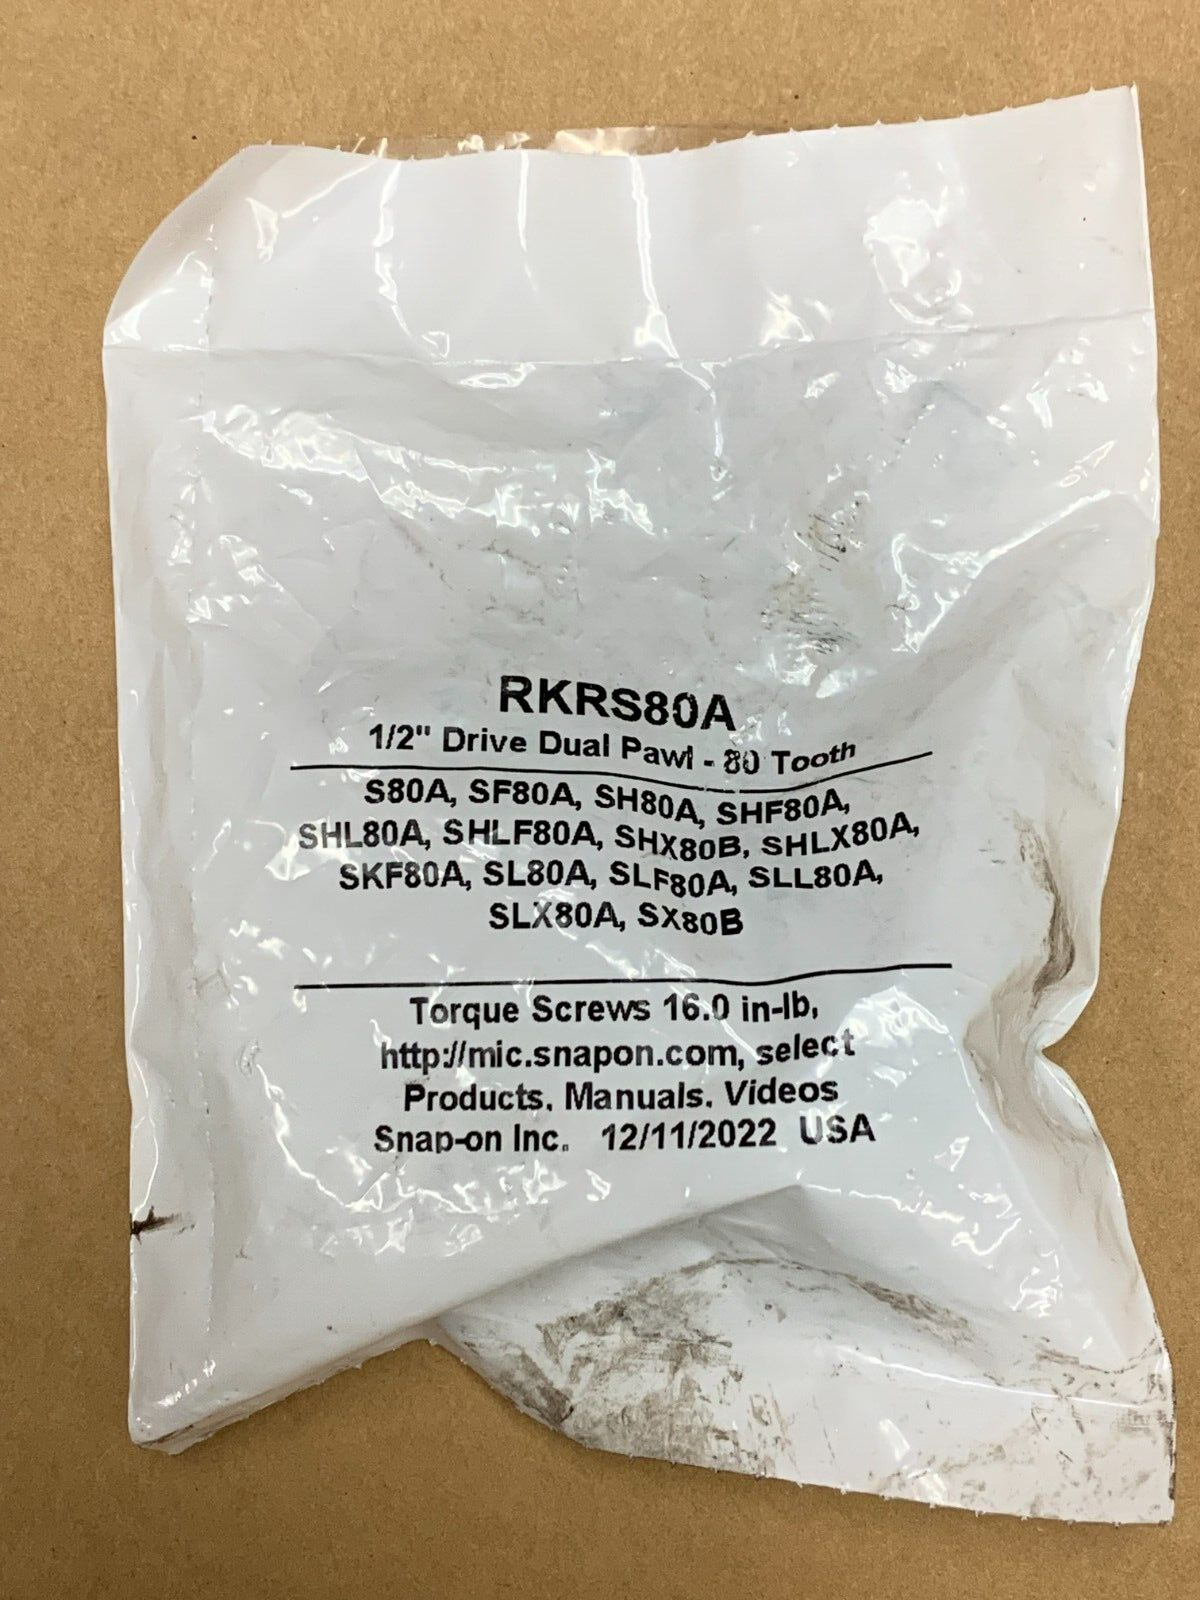 RKRS80A
1/2" Drive Dual Pawl - 80 Tooth
S80A, SF80A, SH80A, SHF80A,
SHL80A, SHLF80A, SHX80B, SHLX80A,
SKF80A, SL80A, SLF80A, SLL80A,
SLX80A, SX80B
Torque Screws 16.0 in-lb,
http://mic.snapon.com, select
Products, Manuals, Videos
Snap-on Inc. 12/11/2022 USA